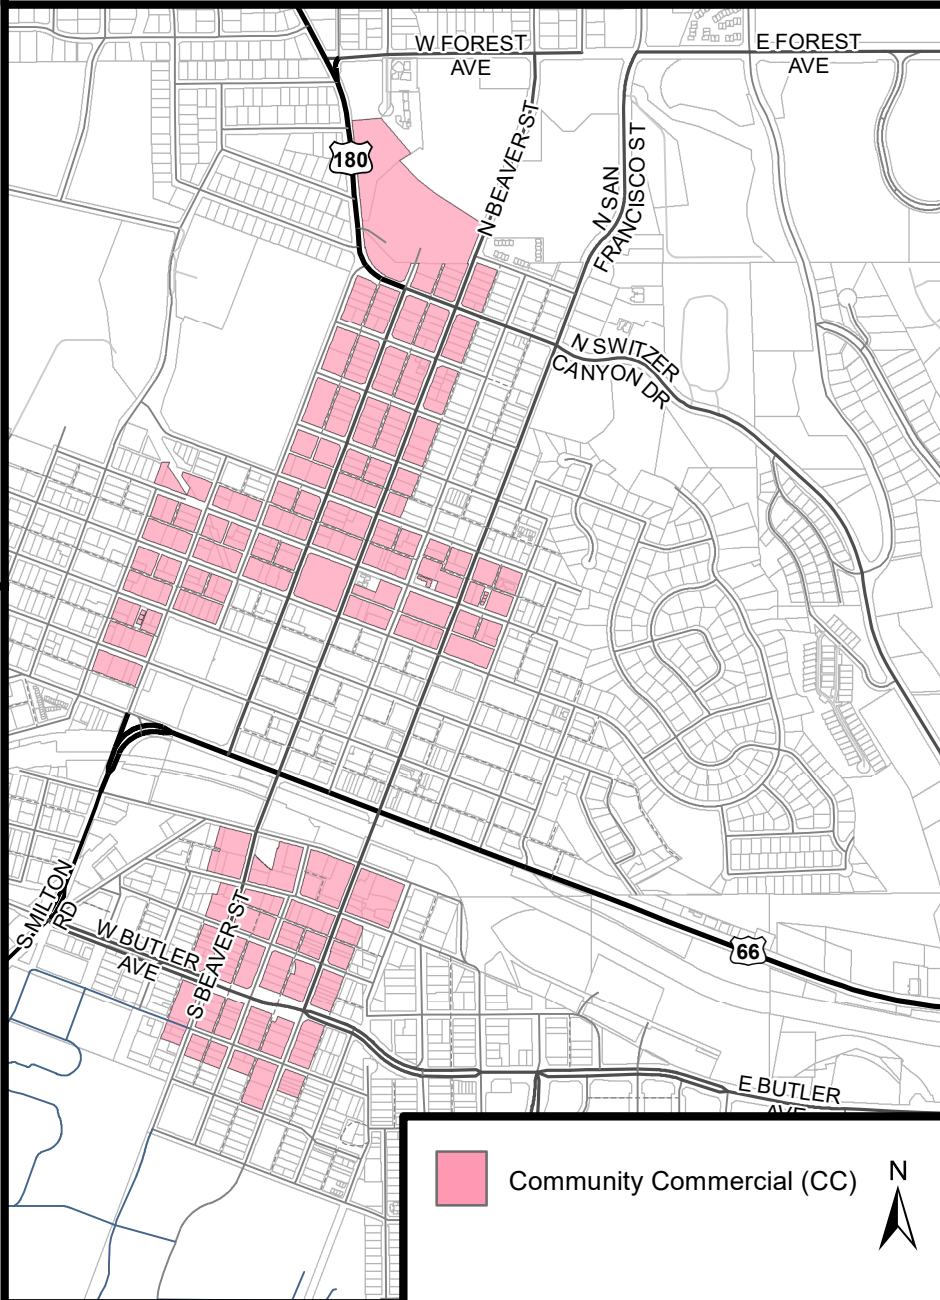 W FOREST
AVE
E FOREST
AVE
180
N BEAVER ST
N SAN
FRANCISCO ST
N SWITZER
CANYON DR
S MILTON
RD
W BUTLER
AVE
S BEAVER ST
66
E BUTLER
AVE
Community Commercial (CC)
N